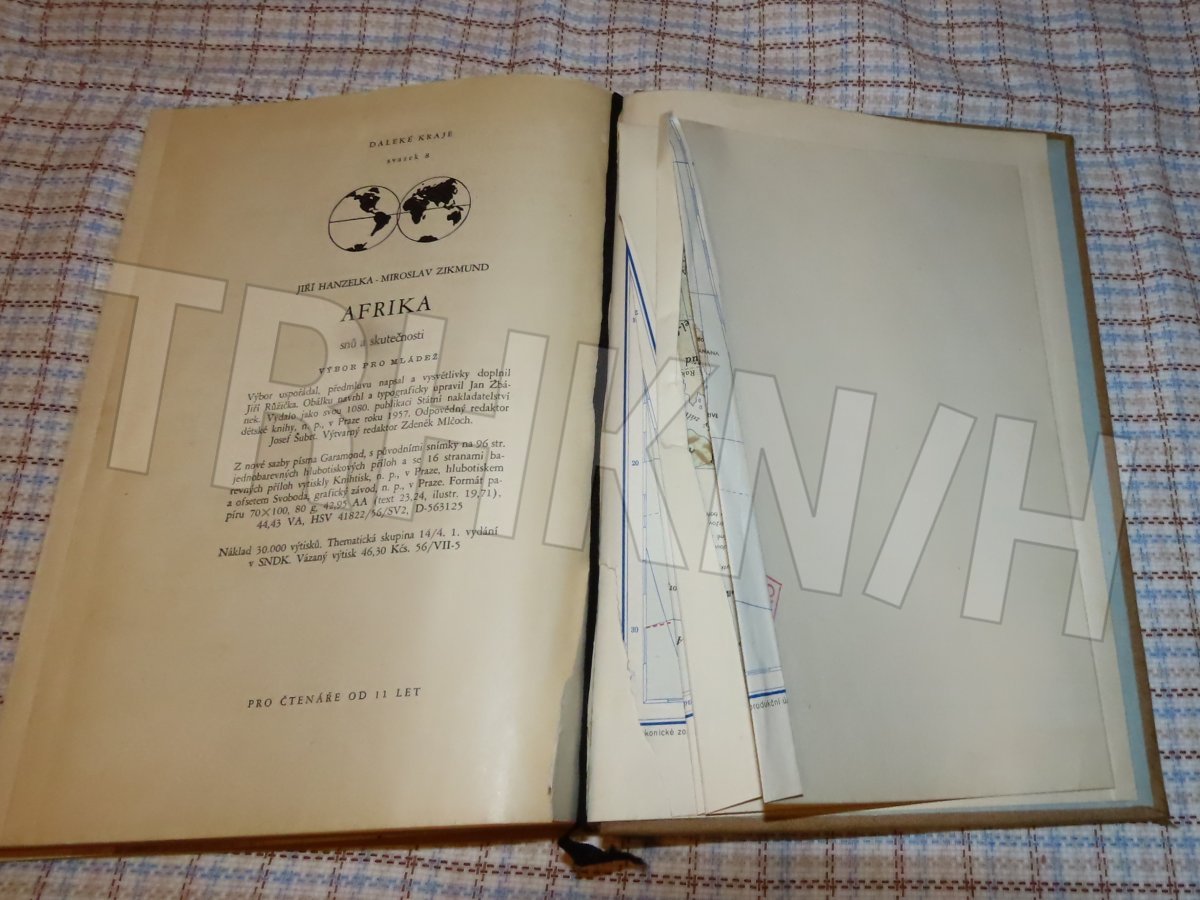 DALEKÉ KRAJE
svazek 8
JIŘÍ HANZELKA · MIROSLAV ZIKMUND
AFRIKA
snů a skutečnosti
VÝBOR PRO MLÁDEŽ
Výbor uspořádal, předmluvu napsal a vysvětlivky doplnil
Jiří Růžička. Obálku navrhl a typograficky upravil Jan Zbá-
nek. Vydalo jako svou 1080. publikaci Státní nakladatelství
dětské knihy, n. p., v Praze roku 1957. Odpovědný redaktor
Josef Šubrt. Výtvarný redaktor Zdeněk Mlčoch.
Z nové sazby písma Garamond, s původními snímky na 96 str.
jednobarevných hlubotiskových příloh a se 16 stranami ba-
revných příloh vytiskly Knihtisk, n. p., v Praze, hlubotiskem
a ofsetem Svoboda, grafický závod, n. p., v Praze. Formát pa-
píru 70×100, 80 g, 42,95 AA (text 23,24, ilustr. 19,71),
44,43 VA, HSV 41822/56/SV2, D-563125
Náklad 30.000 výtisků. Thematická skupina 14/4. 1. vydání
v SNDK. Vázaný výtisk 46,30 Kčs. 56/VII-5
PRO ČTENÁŘE OD 11 LET
20
30
konické zo
produkční ú
TRHKNIH